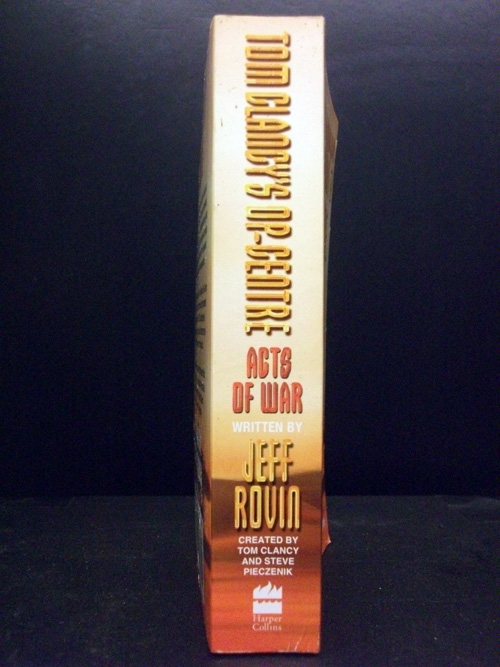 TOM CLANCY'S OP-CENTRE
ACTS
OF WAR
WRITTEN BY
JEFF
ROVIN
CREATED BY
TOM CLANCY
AND STEVE
PIECZENIK
Harper
Collins